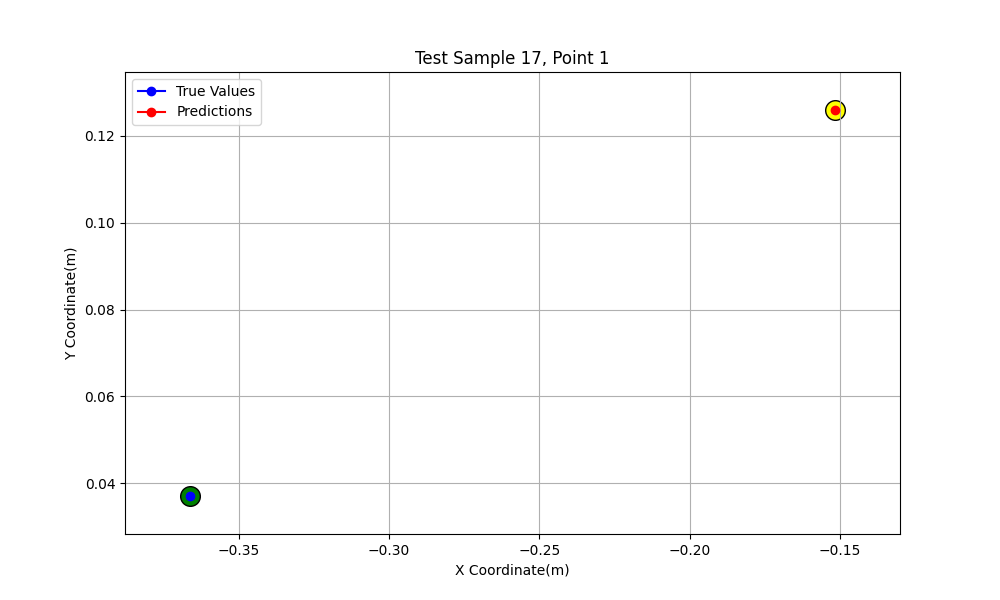 Test Sample 17, Point 1
True Values
Predictions
0.12
0.10
0.08
0.06
0.04
Y Coordinate(m)
−0.35
−0.30
−0.25
−0.20
−0.15
X Coordinate(m)